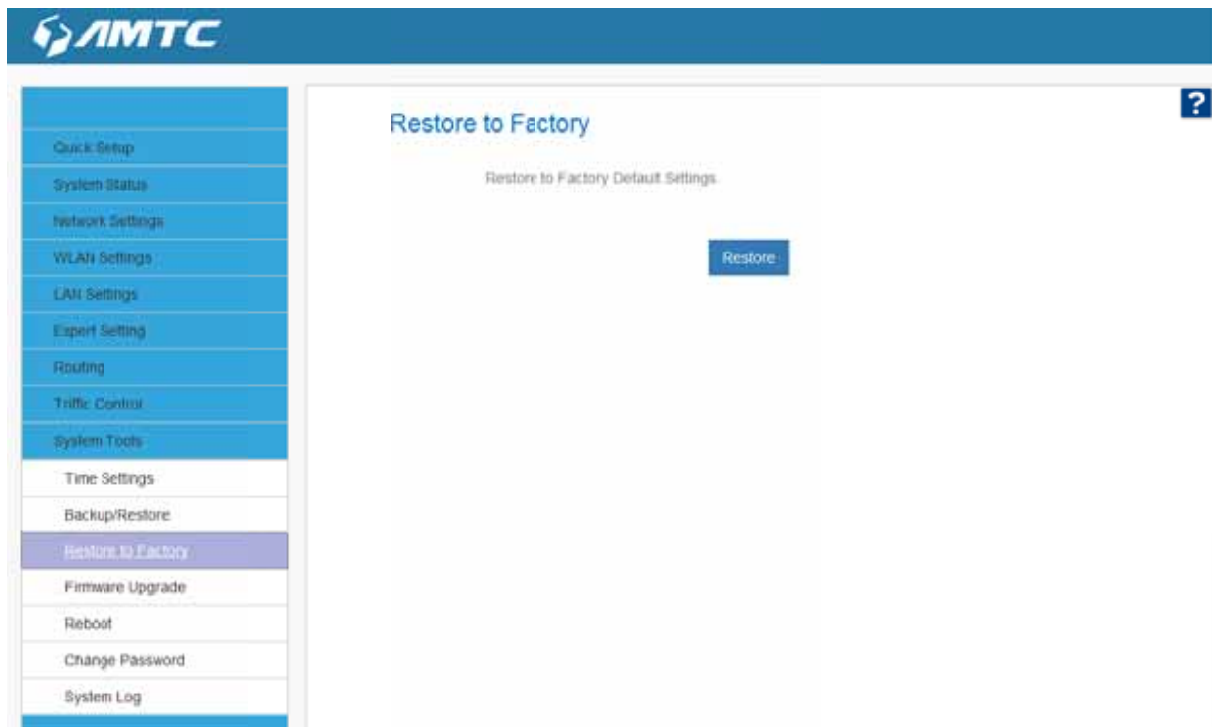 AMTC
?
Restore to Factory
Restore to Factory Default Settings.
Restore
Quick Setup
System Status
Network Settings
WLAN Settings
LAN Settings
Expert Setting
Routing
Triffic Control
System Tools
Time Settings
Backup/Restore
Restore to Factory
Firmware Upgrade
Reboot
Change Password
System Log